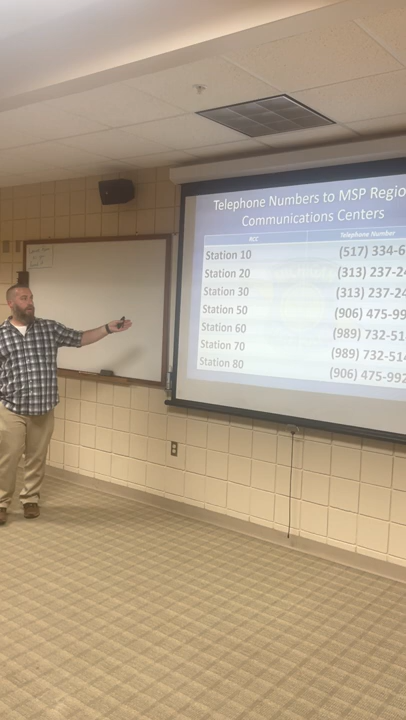 Telephone Numbers to MSP Regio
Communications Centers
RCC Telephone Number
Station 10 (517) 334-6
Station 20 (313) 237-24
Station 30 (313) 237-24
Station 50 (906) 475-99
Station 60 (989) 732-51
Station 70 (989) 732-514
Station 80 (906) 475-992